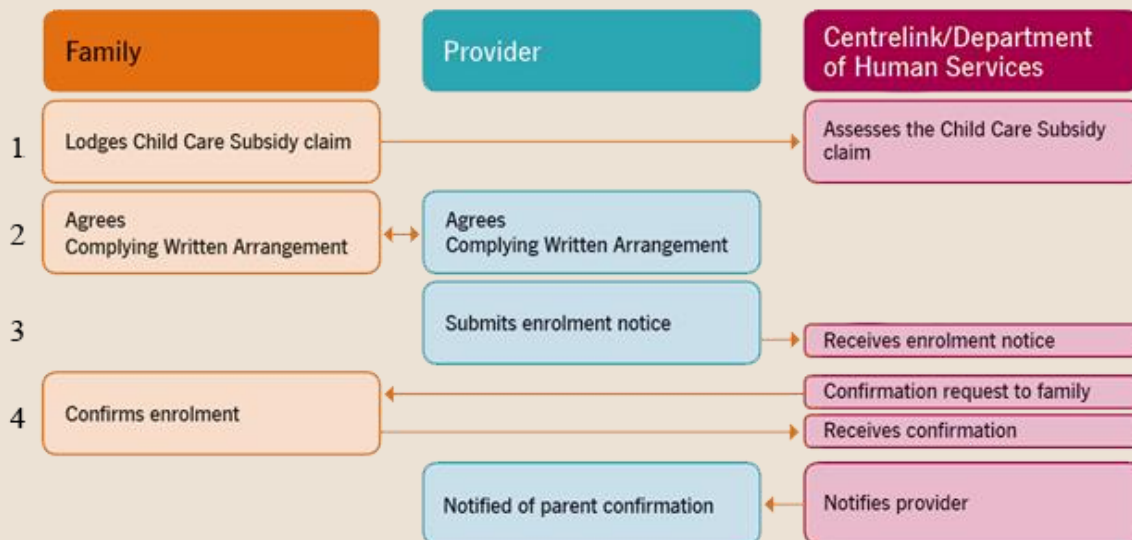 Family
Provider
Centrelink/Department
of Human Services
1
Lodges Child Care Subsidy claim
Assesses the Child Care Subsidy
claim
2
Agrees
Complying Written Arrangement
Agrees
Complying Written Arrangement
3
Submits enrolment notice
Receives enrolment notice
4
Confirms enrolment
Confirmation request to family
Receives confirmation
Notified of parent confirmation
Notifies provider